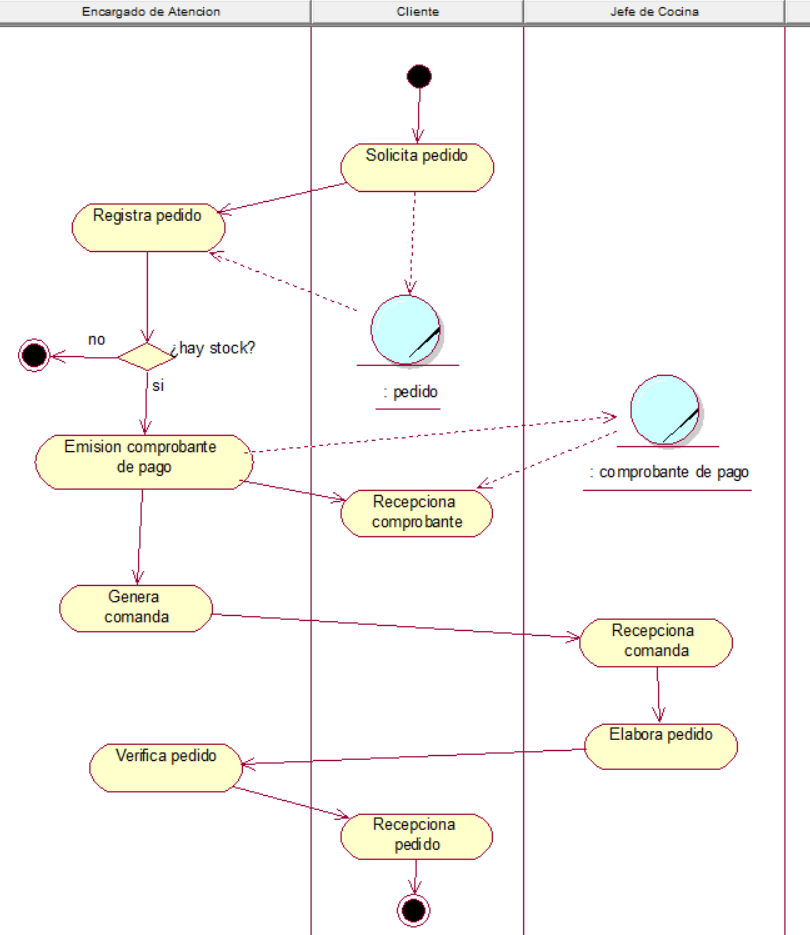 Encargado de Atencion
Cliente
Jefe de Cocina
Solicita pedido
Registra pedido
no
¿hay stock?
si
: pedido
Emision comprobante
de pago
: comprobante de pago
Recepciona
comprobante
Genera
comanda
Recepciona
comanda
Elabora pedido
Verifica pedido
Recepciona
pedido